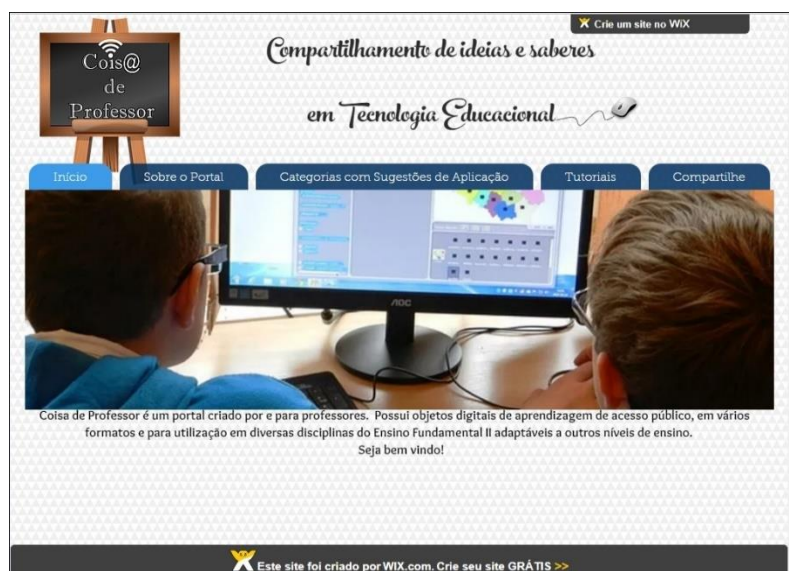 Crie um site no WiX
Cois@
de
Professor
Compartilhamento de ideias e saberes
em Tecnologia Educacional
Início
Sobre o Portal
Categorias com Sugestões de Aplicação
Tutoriais
Compartilhe
AOC
Coisa de Professor é um portal criado por e para professores. Possui objetos digitais de aprendizagem de acesso público, em vários
formatos e para utilização em diversas disciplinas do Ensino Fundamental II adaptáveis a outros níveis de ensino.
Seja bem vindo!
Este site foi criado por WIX.com. Crie seu site GRÁTIS >>